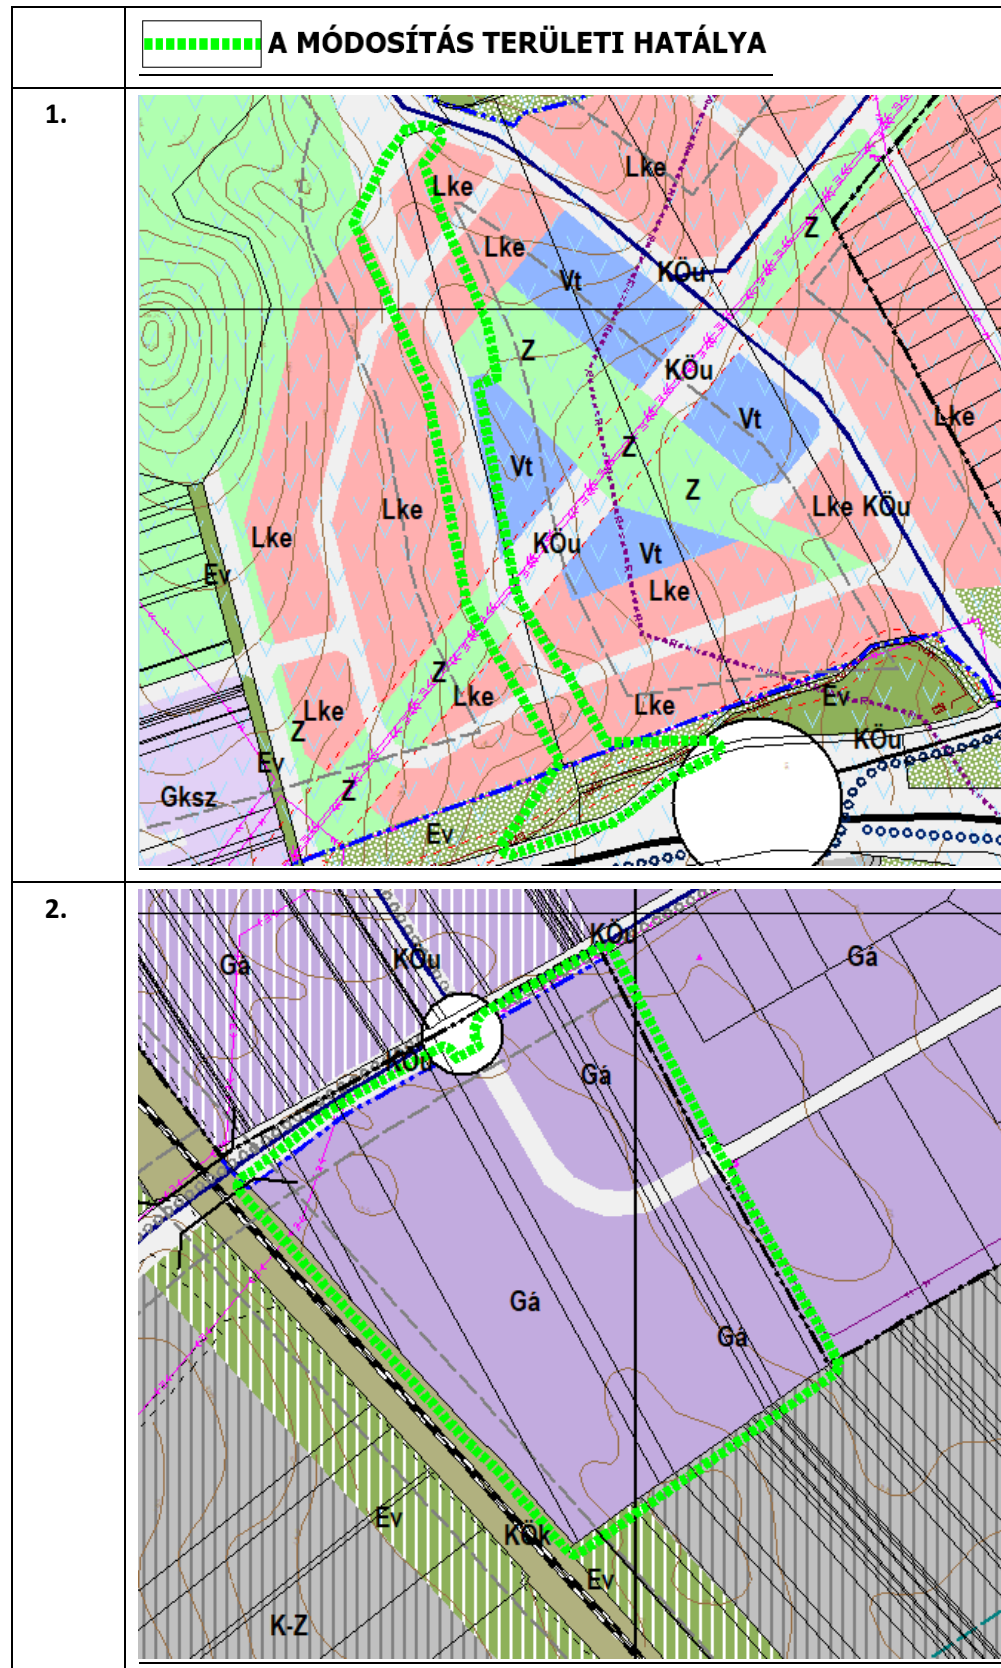 A MÓDOSÍTÁS TERÜLETI HATÁLYA
1.
Lke
Lke
Z
Lke
KÖu
Vt
Z
KÖu
Vt
Lke
Z
Vt
Z
Lke
Lke KÖu
Lke
KÖu
Vt
Ev
Lke
Z
Lke
Lke
Ev
Lke
Z
KÖu
Ev
Z
Gksz
Ev
2.
KÖu
Gá
KÖu
Gá
KÖu
Gá
Gá
Gá
Ev
KÖk
Ev
K-Z